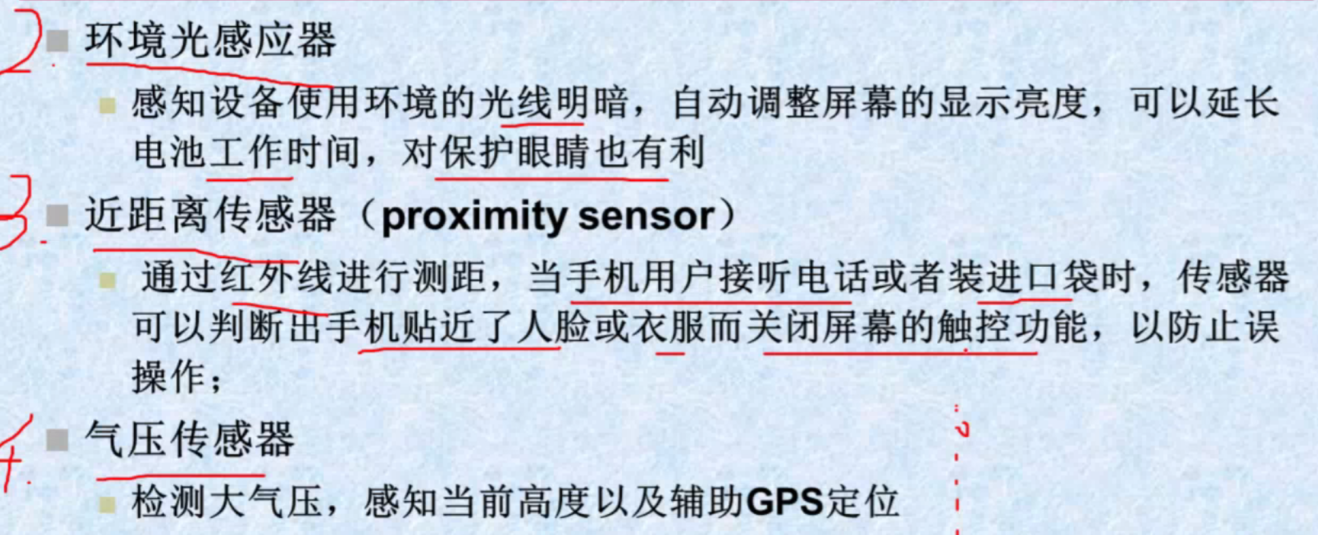 2.
环境光感应器
感知设备使用环境的光线明暗，自动调整屏幕的显示亮度，可以延长
电池工作时间，对保护眼睛也有利
3.
近距离传感器（proximity sensor）
通过红外线进行测距，当手机用户接听电话或者装进口袋时，传感器
可以判断出手机贴近了人脸或衣服而关闭屏幕的触控功能，以防止误
操作；
4.
气压传感器
检测大气压，感知当前高度以及辅助GPS定位